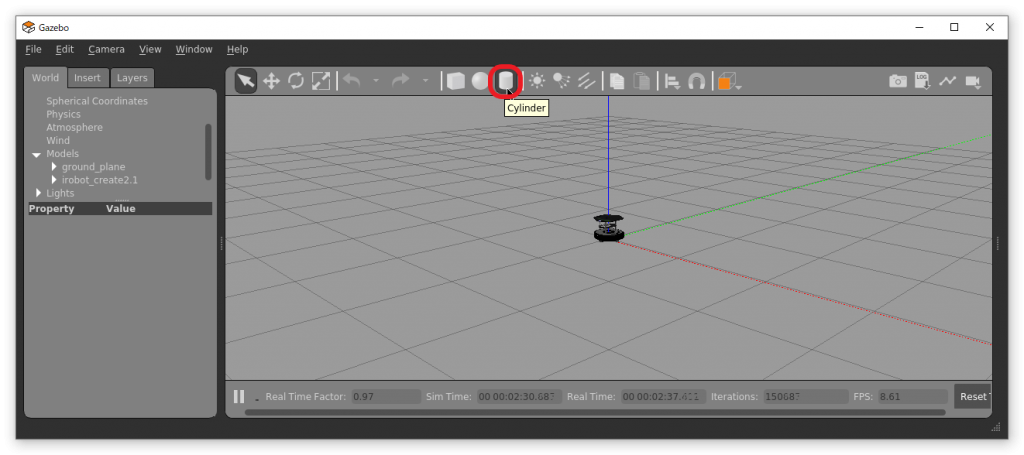 Gazebo
File Edit Camera View Window Help
World Insert Layers
LOG
Cylinder
Spherical Coordinates
Physics
Atmosphere
Wind
Models
ground_plane
irobot_create2.1
Lights
Property Value
Real Time Factor: 0.97 Sim Time: 00 00:02:30.687 Real Time: 00 00:02:37. Iterations: 150687 FPS: 8.61 Reset